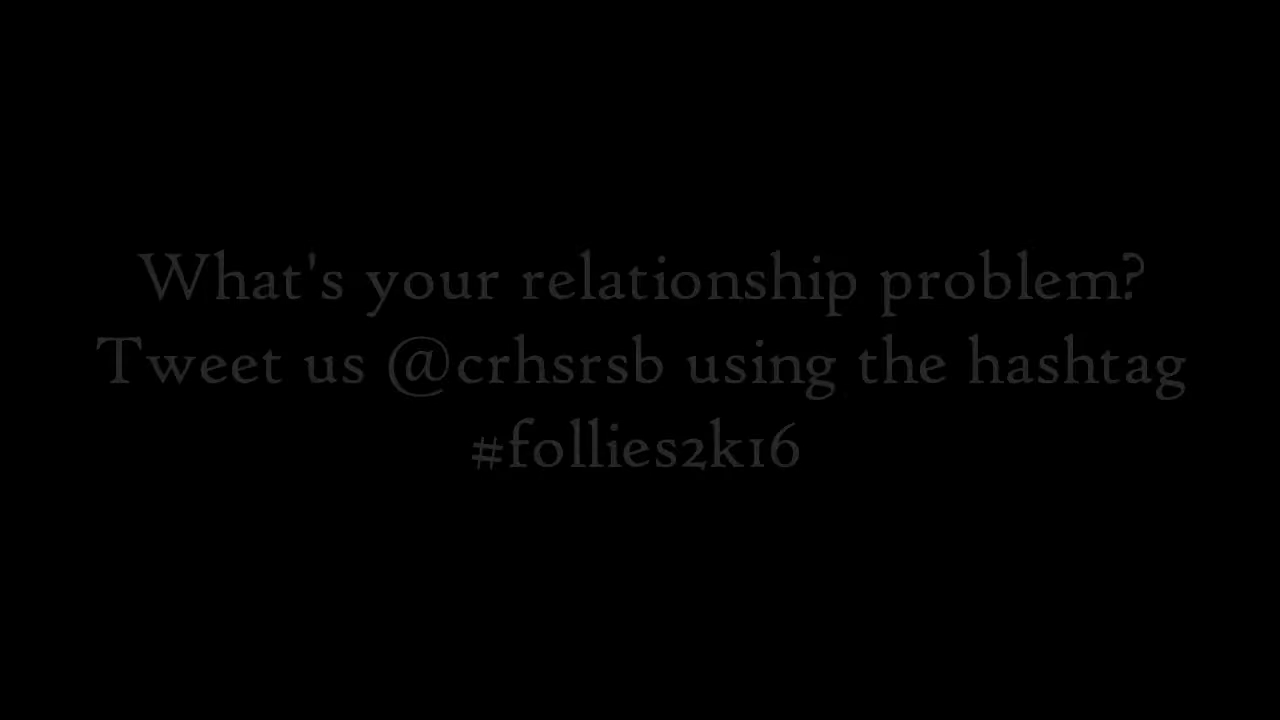 What's your relationship problem?
Tweet us @crhsrsb using the hashtag
#follies2k16